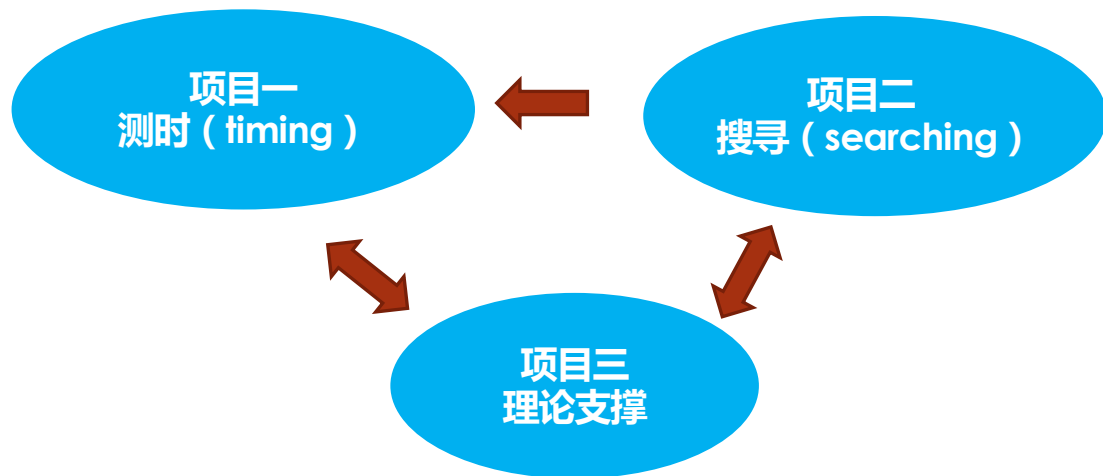 项目一
测时（timing）
项目二
搜寻（searching）
项目三
理论支撑